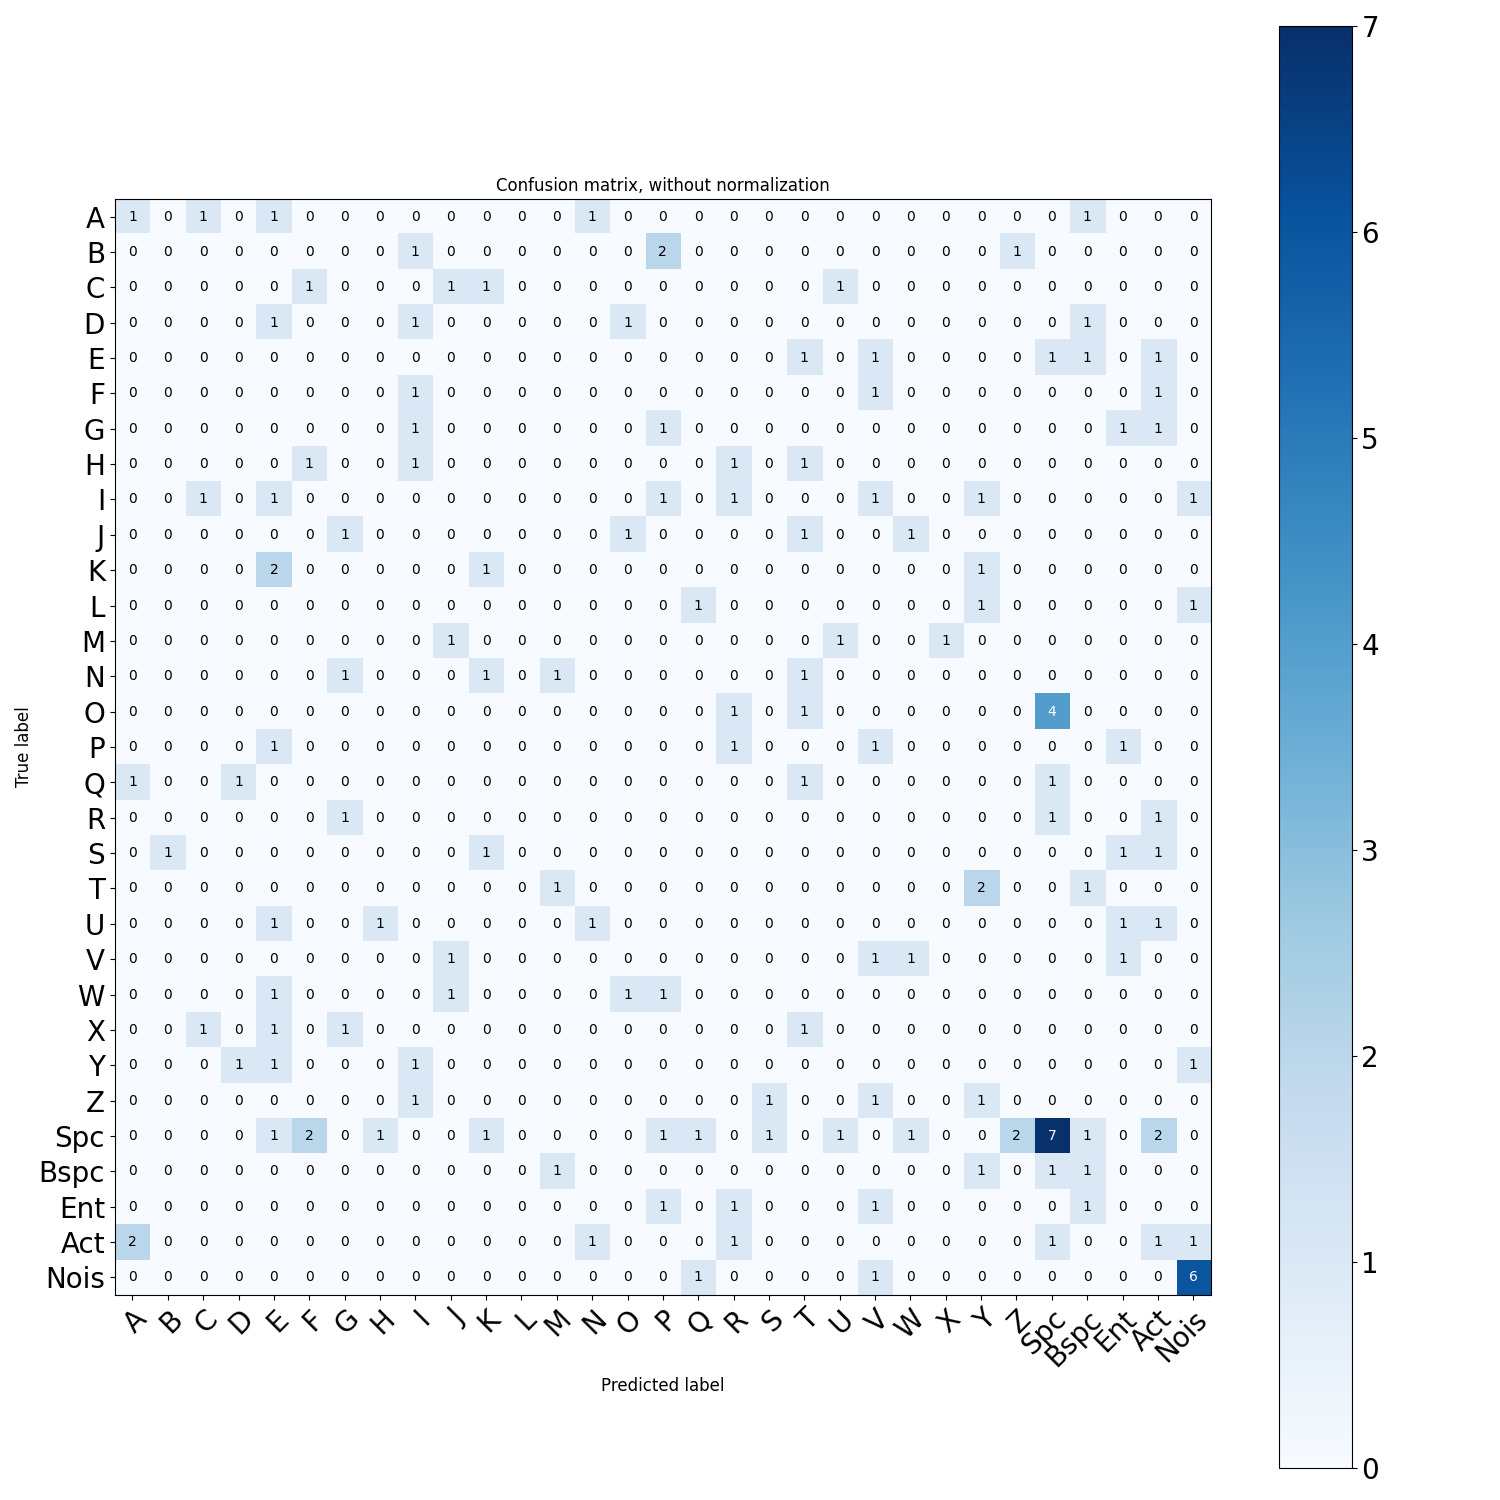 Confusion matrix, without normalization
A 1 0 1 0 1 0 0 0 0 0 0 0 0 1 0 0 0 0 0 0 0 0 0 0 0 0 0 1 0 0 0
B 0 0 0 0 0 0 0 0 1 0 0 0 0 0 0 2 0 0 0 0 0 0 0 0 0 1 0 0 0 0 0
C 0 0 0 0 0 1 0 0 0 1 1 0 0 0 0 0 0 0 0 0 1 0 0 0 0 0 0 0 0 0 0
D 0 0 0 0 1 0 0 0 1 0 0 0 0 0 1 0 0 0 0 0 0 0 0 0 0 0 0 1 0 0 0
E 0 0 0 0 0 0 0 0 0 0 0 0 0 0 0 0 0 0 0 1 0 1 0 0 0 0 1 1 0 1 0
F 0 0 0 0 0 0 0 0 1 0 0 0 0 0 0 0 0 0 0 0 0 1 0 0 0 0 0 0 0 1 0
G 0 0 0 0 0 0 0 0 1 0 0 0 0 0 0 1 0 0 0 0 0 0 0 0 0 0 0 0 1 1 0
H 0 0 0 0 0 1 0 0 1 0 0 0 0 0 0 0 0 1 0 1 0 0 0 0 0 0 0 0 0 0 0
I 0 0 1 0 1 0 0 0 0 0 0 0 0 0 0 1 0 1 0 0 0 1 0 0 1 0 0 0 0 0 1
J 0 0 0 0 0 0 1 0 0 0 0 0 0 0 1 0 0 0 0 1 0 0 1 0 0 0 0 0 0 0 0
K 0 0 0 0 2 0 0 0 0 0 1 0 0 0 0 0 0 0 0 0 0 0 0 0 1 0 0 0 0 0 0
L 0 0 0 0 0 0 0 0 0 0 0 0 0 0 0 0 1 0 0 0 0 0 0 0 1 0 0 0 0 0 1
M 0 0 0 0 0 0 0 0 0 1 0 0 0 0 0 0 0 0 0 0 1 0 0 1 0 0 0 0 0 0 0
N 0 0 0 0 0 0 1 0 0 0 1 0 1 0 0 0 0 0 0 1 0 0 0 0 0 0 0 0 0 0 0
O 0 0 0 0 0 0 0 0 0 0 0 0 0 0 0 0 0 1 0 1 0 0 0 0 0 0 4 0 0 0 0
P 0 0 0 0 1 0 0 0 0 0 0 0 0 0 0 0 0 1 0 0 0 1 0 0 0 0 0 0 1 0 0
Q 1 0 0 1 0 0 0 0 0 0 0 0 0 0 0 0 0 0 0 1 0 0 0 0 0 0 1 0 0 0 0
R 0 0 0 0 0 0 1 0 0 0 0 0 0 0 0 0 0 0 0 0 0 0 0 0 0 0 1 0 0 1 0
S 0 1 0 0 0 0 0 0 0 0 1 0 0 0 0 0 0 0 0 0 0 0 0 0 0 0 0 0 1 1 0
T 0 0 0 0 0 0 0 0 0 0 0 0 1 0 0 0 0 0 0 0 0 0 0 0 2 0 0 1 0 0 0
U 0 0 0 0 1 0 0 1 0 0 0 0 0 1 0 0 0 0 0 0 0 0 0 0 0 0 0 0 1 1 0
V 0 0 0 0 0 0 0 0 0 1 0 0 0 0 0 0 0 0 0 0 0 1 1 0 0 0 0 0 1 0 0
W 0 0 0 0 1 0 0 0 0 1 0 0 0 0 1 1 0 0 0 0 0 0 0 0 0 0 0 0 0 0 0
X 0 0 1 0 1 0 1 0 0 0 0 0 0 0 0 0 0 0 0 1 0 0 0 0 0 0 0 0 0 0 0
Y 0 0 0 1 1 0 0 0 1 0 0 0 0 0 0 0 0 0 0 0 0 0 0 0 0 0 0 0 0 0 1
Z 0 0 0 0 0 0 0 0 1 0 0 0 0 0 0 0 0 0 1 0 0 1 0 0 1 0 0 0 0 0 0
Spc 0 0 0 0 1 2 0 1 0 0 1 0 0 0 0 1 1 0 1 0 1 0 1 0 0 2 7 1 0 2 0
Bspc 0 0 0 0 0 0 0 0 0 0 0 0 1 0 0 0 0 0 0 0 0 0 0 0 1 0 1 1 0 0 0
Ent 0 0 0 0 0 0 0 0 0 0 0 0 0 0 0 1 0 1 0 0 0 1 0 0 0 0 0 1 0 0 0
Act 2 0 0 0 0 0 0 0 0 0 0 0 0 1 0 0 0 1 0 0 0 0 0 0 0 0 1 0 0 1 1
Nois 0 0 0 0 0 0 0 0 0 0 0 0 0 0 0 0 1 0 0 0 0 1 0 0 0 0 0 0 0 0 6
A B C D E F G H I J K L M N O P Q R S T U V W X Y Z Spc Bspc Ent Act Nois
Predicted label
True label
7
6
5
4
3
2
1
0